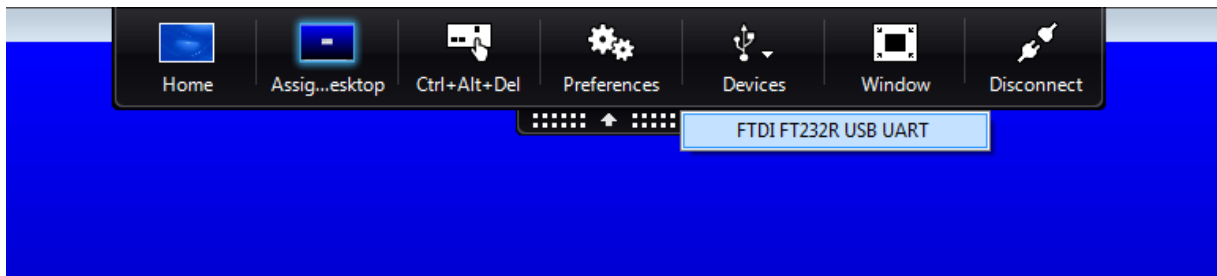 Home Assig...esktop Ctrl+Alt+Del Preferences Devices Window Disconnect
FTDI FT232R USB UART